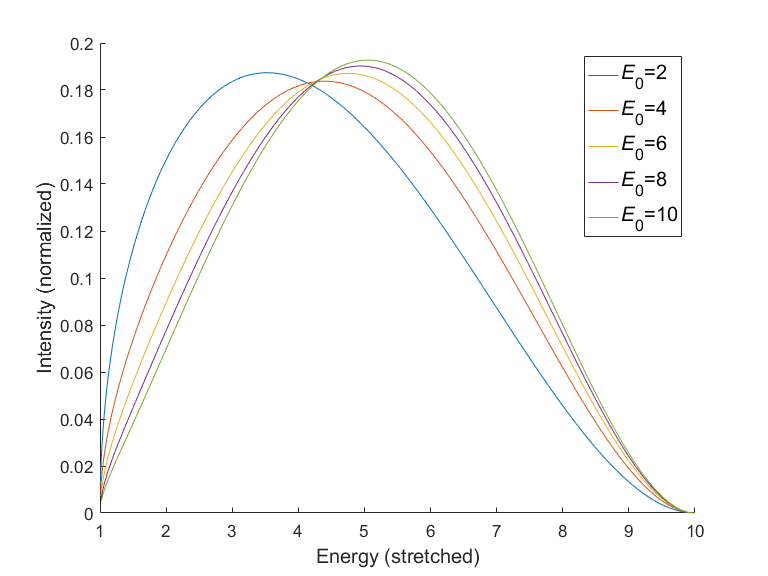 0.2
0.18
0.16
0.14
0.12
0.1
0.08
0.06
0.04
0.02
0
Intensity (normalized)
1 2 3 4 5 6 7 8 9 10
Energy (stretched)
E0=2
E0=4
E0=6
E0=8
E0=10